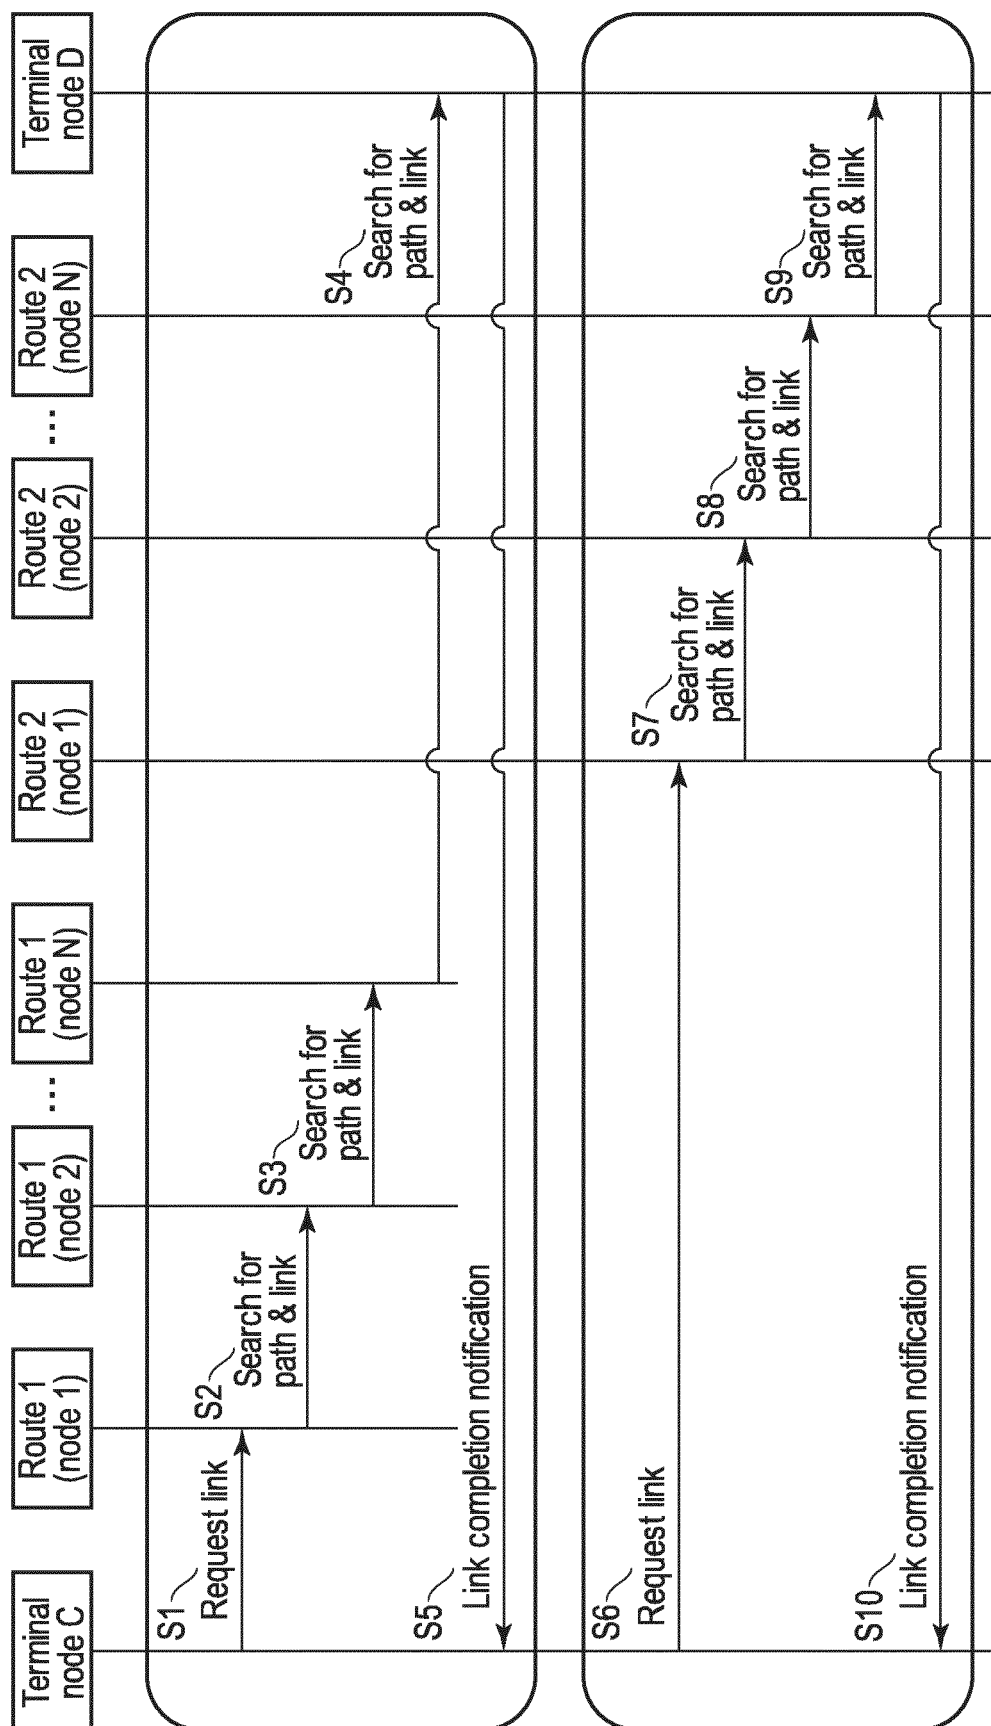 Terminal
node C
Route 1
(node 1)
Route 1
(node 2)
...
Route 1
(node N)
Route 2
(node 1)
Route 2
(node 2)
...
Route 2
(node N)
Terminal
node D
S1
Request link
S2
Search for
path & link
S3
Search for
path & link
S4
Search for
path & link
S5
Link completion notification
S6
Request link
S7
Search for
path & link
S8
Search for
path & link
S9
Search for
path & link
S10
Link completion notification